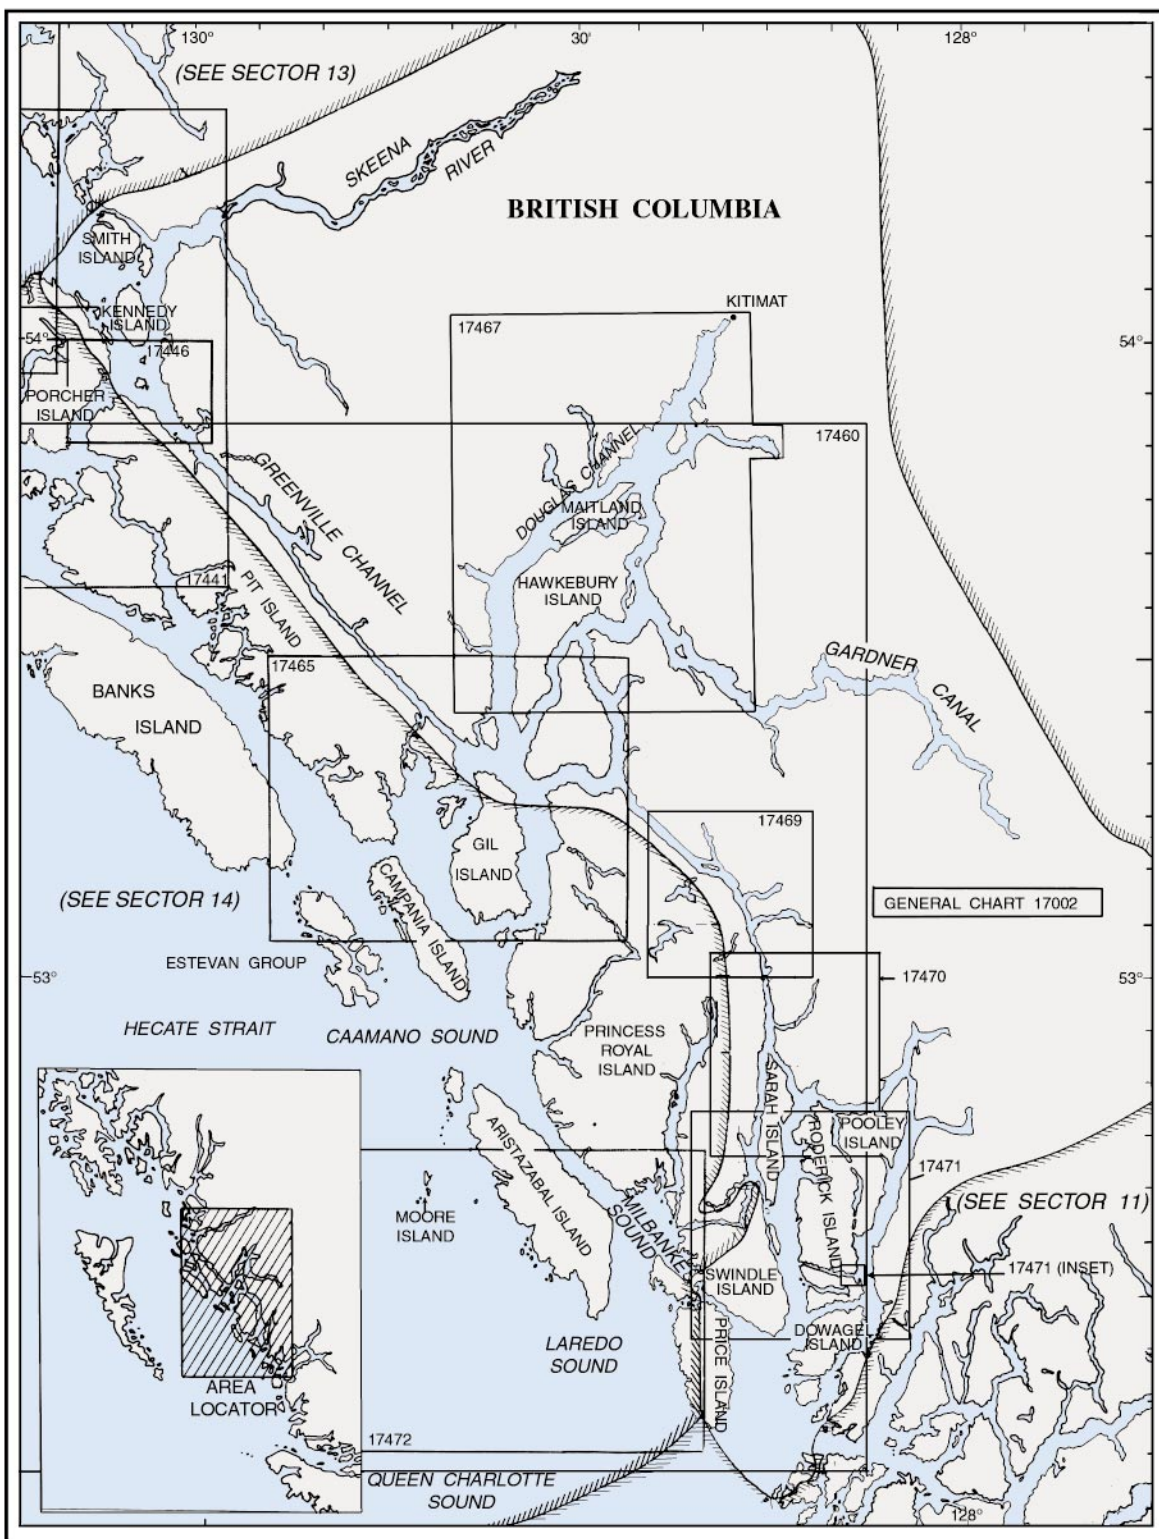 130°
30'
128°
(SEE SECTOR 13)
SKEENA
RIVER
BRITISH COLUMBIA
SMITH
ISLAND
KITIMAT
KENNEDY
ISLAND
17467
54°
54°
17446
PORCHER
ISLAND
17460
GREENVILLE CHANNEL
DOUGLAS CHANNEL
MAITLAND
ISLAND
17441
PIT ISLAND
HAWKEBURY
ISLAND
GARDNER
CANAL
17465
BANKS
ISLAND
17469
GIL
ISLAND
(SEE SECTOR 14)
CAMPANIA ISLAND
GENERAL CHART 17002
ESTEVAN GROUP
53°
53°
17470
HECATE STRAIT
CAAMANO SOUND
PRINCESS
ROYAL
ISLAND
SARAH ISLAND
RODERICK ISLAND
POOLEY
ISLAND
ARISTAZABAL ISLAND
17471
(SEE SECTOR 11)
MILBANKE
SOUND
MOORE
ISLAND
17471 (INSET)
SWINDLE
ISLAND
PRICE ISLAND
DOWAGEL
ISLAND
LAREDO
SOUND
AREA
LOCATOR
17472
QUEEN CHARLOTTE
SOUND
128°